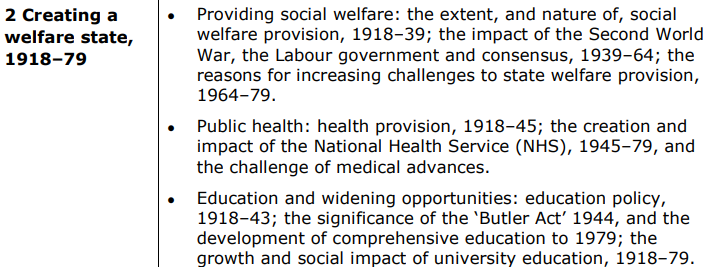 2 Creating a
welfare state,
1918–79
• Providing social welfare: the extent, and nature of, social
welfare provision, 1918–39; the impact of the Second World
War, the Labour government and consensus, 1939–64; the
reasons for increasing challenges to state welfare provision,
1964–79.
• Public health: health provision, 1918–45; the creation and
impact of the National Health Service (NHS), 1945–79, and
the challenge of medical advances.
• Education and widening opportunities: education policy,
1918–43; the significance of the ‘Butler Act’ 1944, and the
development of comprehensive education to 1979; the
growth and social impact of university education, 1918–79.